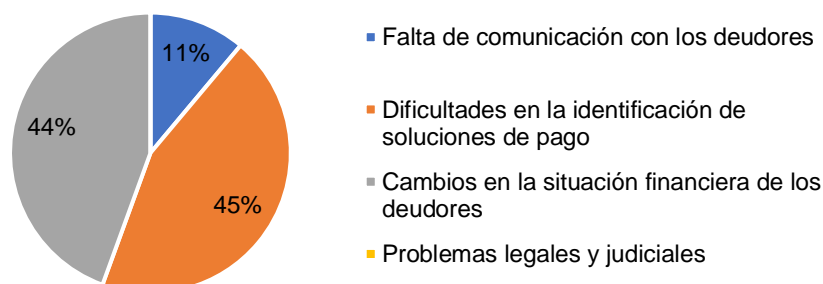 11%
45%
44%
Falta de comunicación con los deudores
Dificultades en la identificación de
soluciones de pago
Cambios en la situación financiera de los
deudores
Problemas legales y judiciales